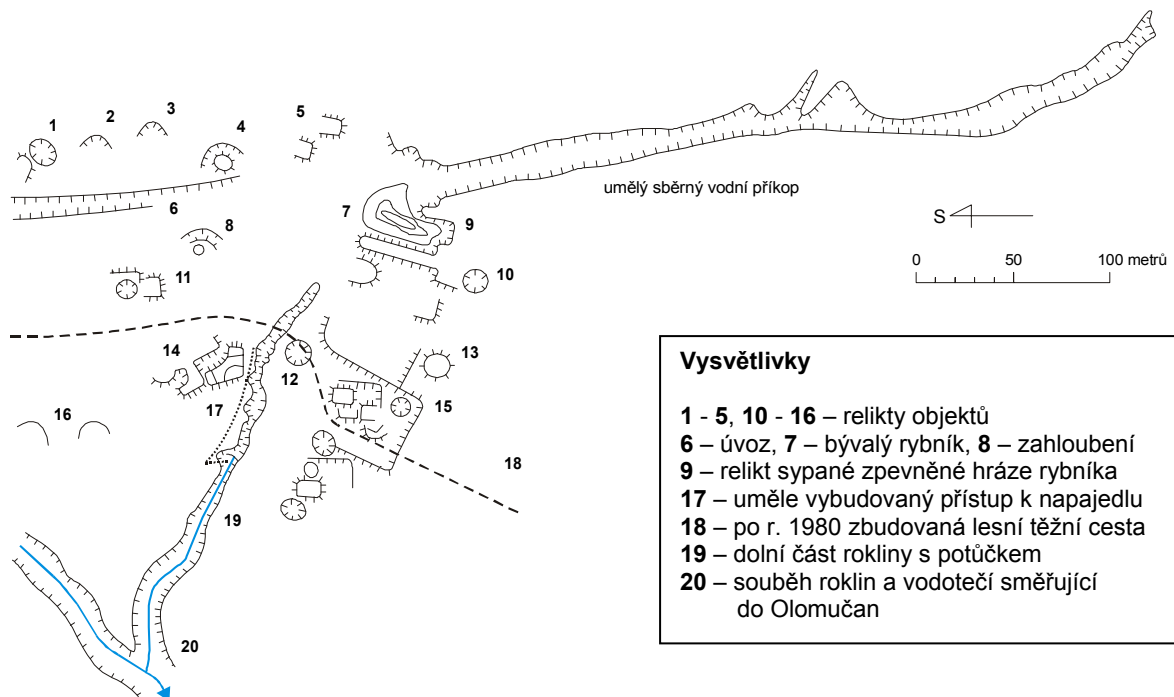 1
2
3
4
5
6
7
8
9
10
11
12
13
14
15
16
17
18
19
20
umělý sběrný vodní příkop
S
0 50 100 metrů
Vysvětlivky
1 - 5, 10 - 16 – relikty objektů
6 – úvoz, 7 – bývalý rybník, 8 – zahloubení
9 – relikt sypané zpevněné hráze rybníka
17 – uměle vybudovaný přístup k napajedlu
18 – po r. 1980 zbudovaná lesní těžní cesta
19 – dolní část rokliny s potůčkem
20 – souběh roklin a vodotečí směřující
do Olomučan